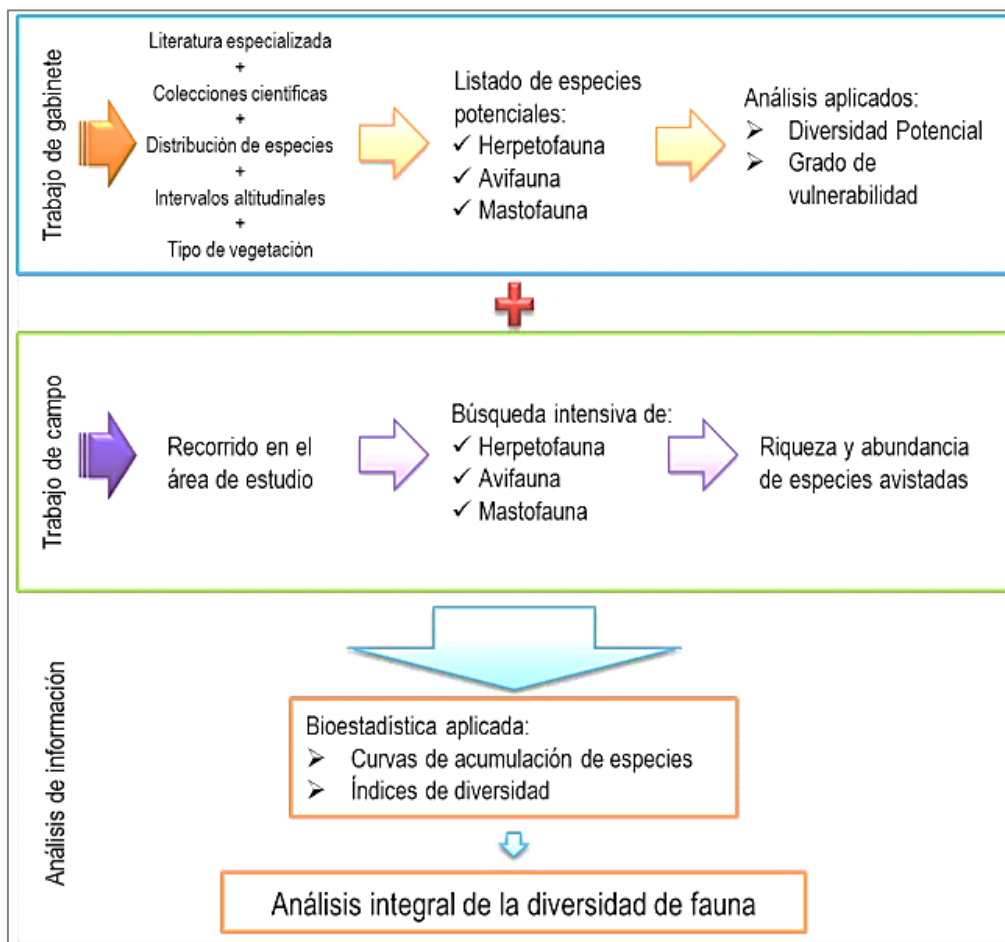 Trabajo de gabinete
Literatura especializada
+
Colecciones científicas
+
Distribución de especies
+
Intervalos altitudinales
+
Tipo de vegetación
Listado de especies
potenciales:
✓ Herpetofauna
✓ Avifauna
✓ Mastofauna
Análisis aplicados:
➢ Diversidad Potencial
➢ Grado de
vulnerabilidad
Trabajo de campo
Recorrido en el
área de estudio
Búsqueda intensiva de:
✓ Herpetofauna
✓ Avifauna
✓ Mastofauna
Riqueza y abundancia
de especies avistadas
Análisis de información
Bioestadística aplicada:
➢ Curvas de acumulación de especies
➢ Índices de diversidad
Análisis integral de la diversidad de fauna